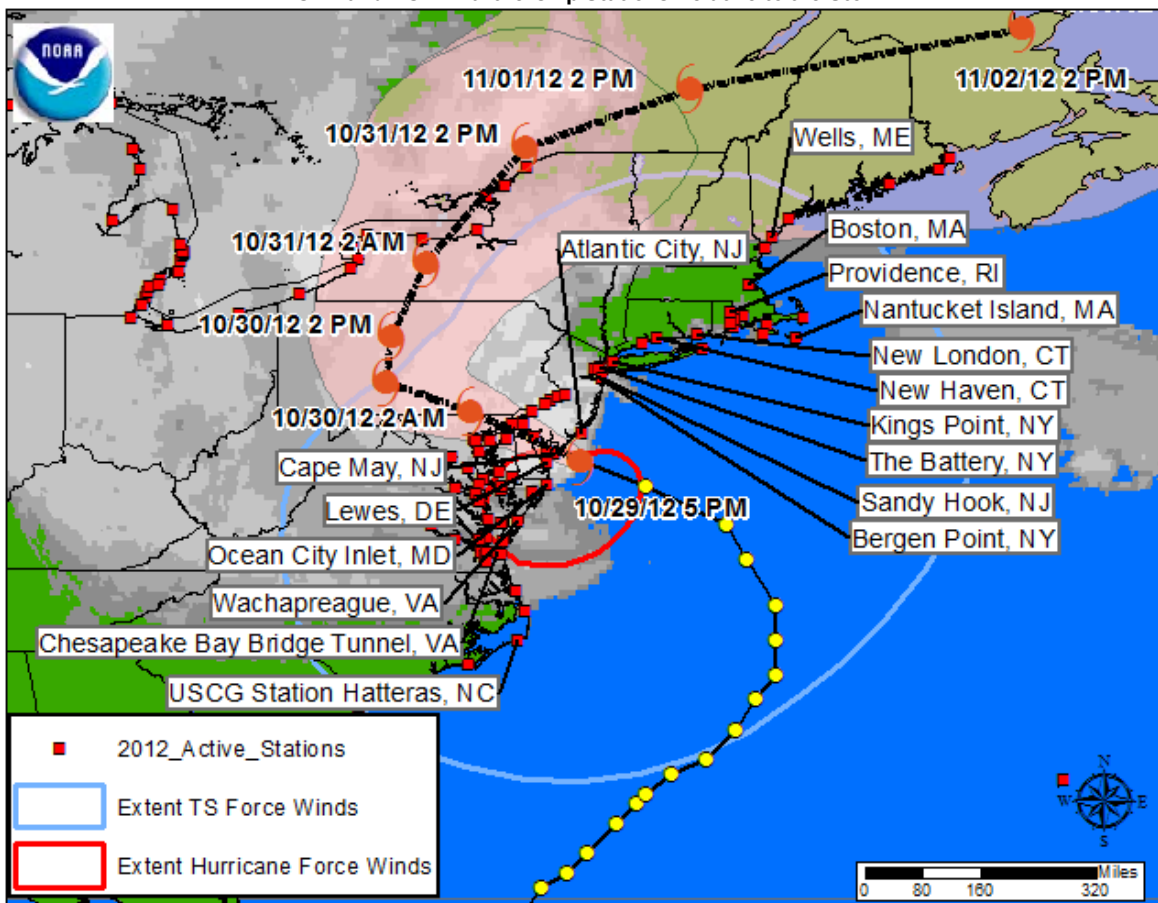 NOAA
11/01/12 2 PM
11/02/12 2 PM
10/31/12 2 PM
Wells, ME
10/31/12 2 AM
Atlantic City, NJ
Boston, MA
Providence, RI
Nantucket Island, MA
10/30/12 2 PM
New London, CT
New Haven, CT
10/30/12 2 AM
Kings Point, NY
The Battery, NY
Cape May, NJ
Sandy Hook, NJ
Lewes, DE
10/29/12 5 PM
Bergen Point, NY
Ocean City Inlet, MD
Wachapreague, VA
Chesapeake Bay Bridge Tunnel, VA
USCG Station Hatteras, NC
2012_Active_Stations
Extent TS Force Winds
Extent Hurricane Force Winds
N
W E
S
Miles
0 80 160 320